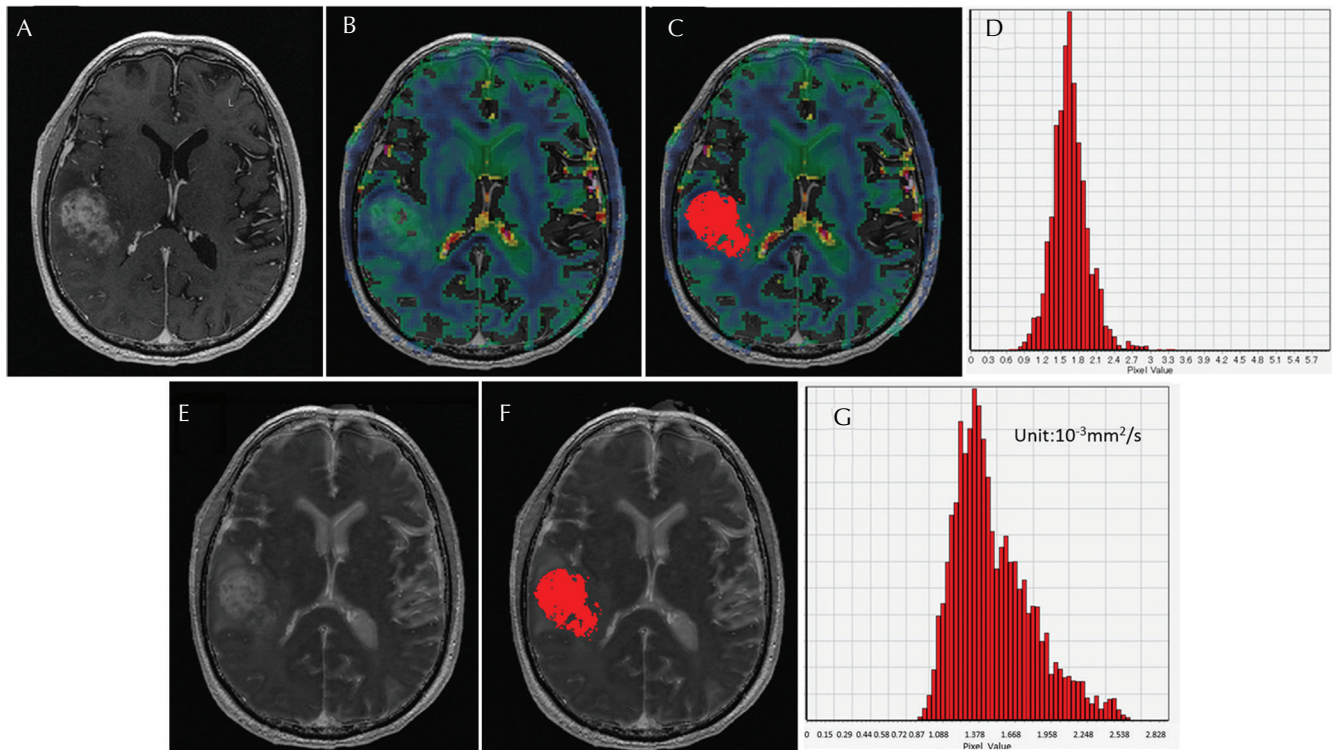 A
B
C
D
L
0 0.3 0.6 0.9 1.2 1.5 1.8 2.1 2.4 2.7 3 3.3 3.6 3.9 4.2 4.5 4.8 5.1 5.4 5.7
Pixel Value
E
F
G
Unit:10⁻³mm²/s
0.00 0.15 0.29 0.44 0.58 0.72 0.87 1.088 1.378 1.668 1.958 2.248 2.538 2.828
Pixel Value